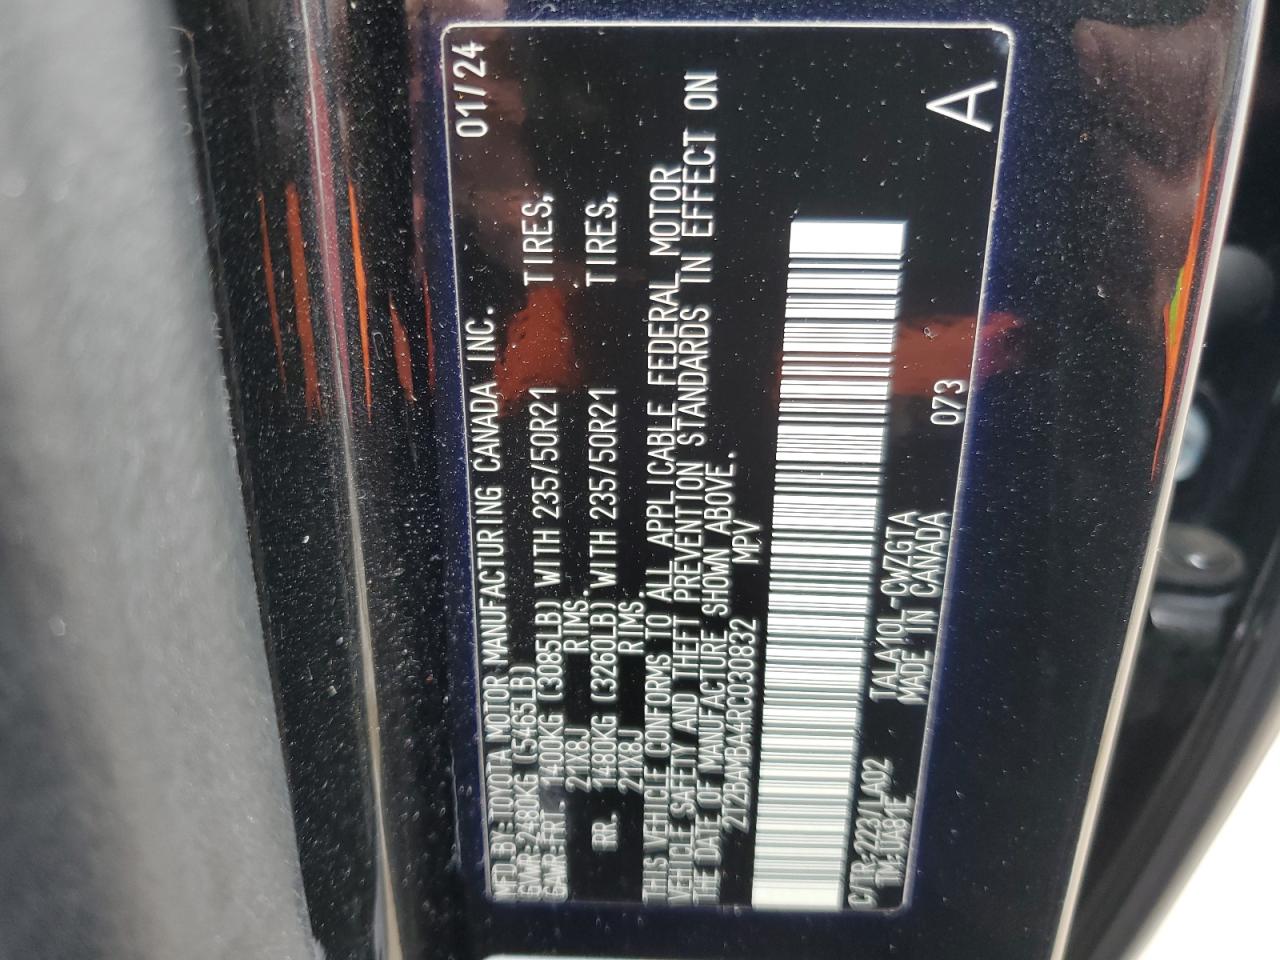 MFD.BY:TOYOTA MOTOR MANUFACTURING CANADA INC. 01/24
GVWR:2480KG (5465LB)
GAWR:FRT. 1400KG (3085LB) WITH 235/50R21 TIRES,
21X8J RIMS.
RR. 1480KG (3260LB) WITH 235/50R21 TIRES,
21X8J RIMS.
THIS VEHICLE CONFORMS TO ALL APPLICABLE FEDERAL MOTOR
VEHICLE SAFETY AND THEFT PREVENTION STANDARDS IN EFFECT ON
THE DATE OF MANUFACTURE SHOWN ABOVE.
2T2BAMBA4RC030832 MPV
C/TR:223/LA02 TALA10L-CWZGTA 073 A
TM:UA81E MADE IN CANADA